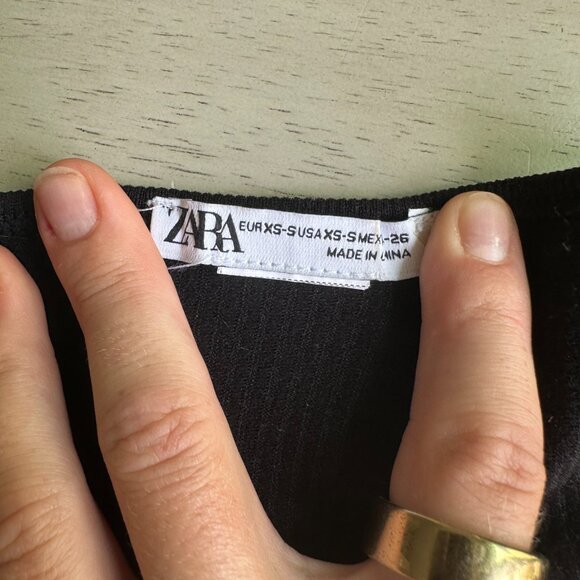 ZARA
EUR XS-S USA XS-S MEX -26
MADE IN CHINA